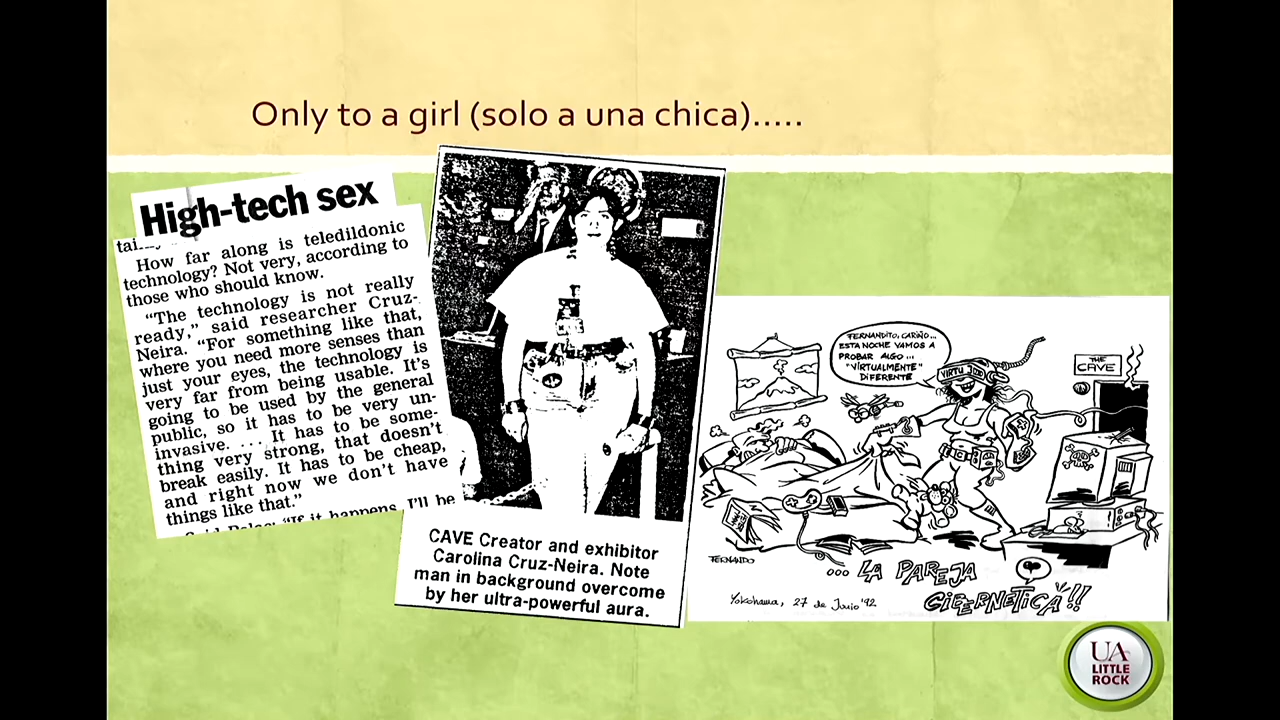 Only to a girl (solo a una chica).....
High-tech sex
How far along is teledildonic
technology? Not very, according to
those who should know.
"The technology is not really
ready," said researcher Cruz-
Neira. "For something like that,
where you need more senses than
just your eyes, the technology is
very far from being usable. It's
going to be used by the general
public, so it has to be very un-
invasive. . . . It has to be some-
thing very strong, that doesn't
break easily. It has to be cheap,
and right now we don't have
things like that."
"If it happens, I'll be
CAVE Creator and exhibitor
Carolina Cruz-Neira. Note
man in background overcome
by her ultra-powerful aura.
FERNANDITO, CARIÑO...
ESTA NOCHE VAMOS A
PROBAR ALGO...
"VIRTUALMENTE"
DIFERENTE
THE
CAVE
FERNANDO
ooo LA PAREJA
CIBERNETICA!!
Yokohama, 27 de Junio '92
UA
LITTLE
ROCK